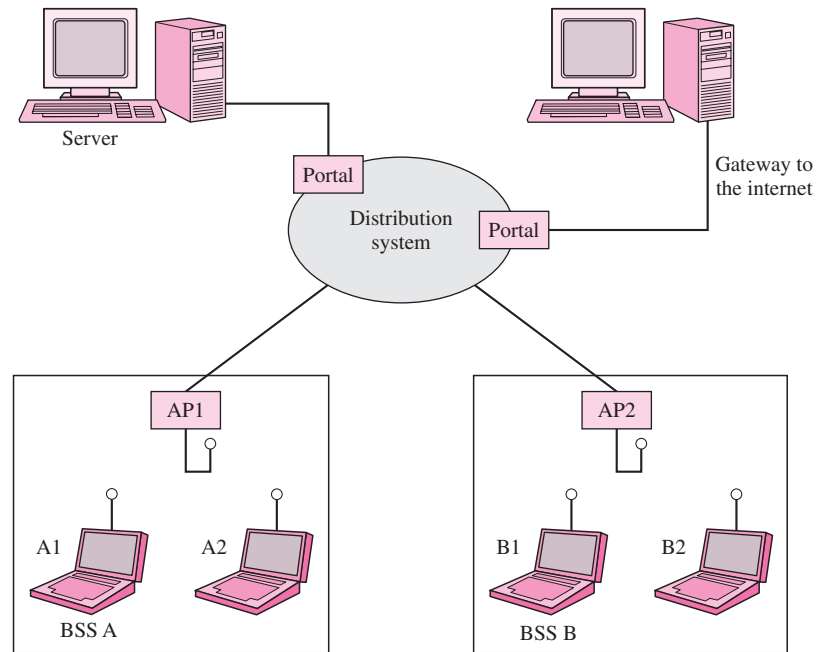 Server
Portal
Gateway to
the internet
Distribution
system
Portal
AP1
AP2
A1
A2
B1
B2
BSS A
BSS B